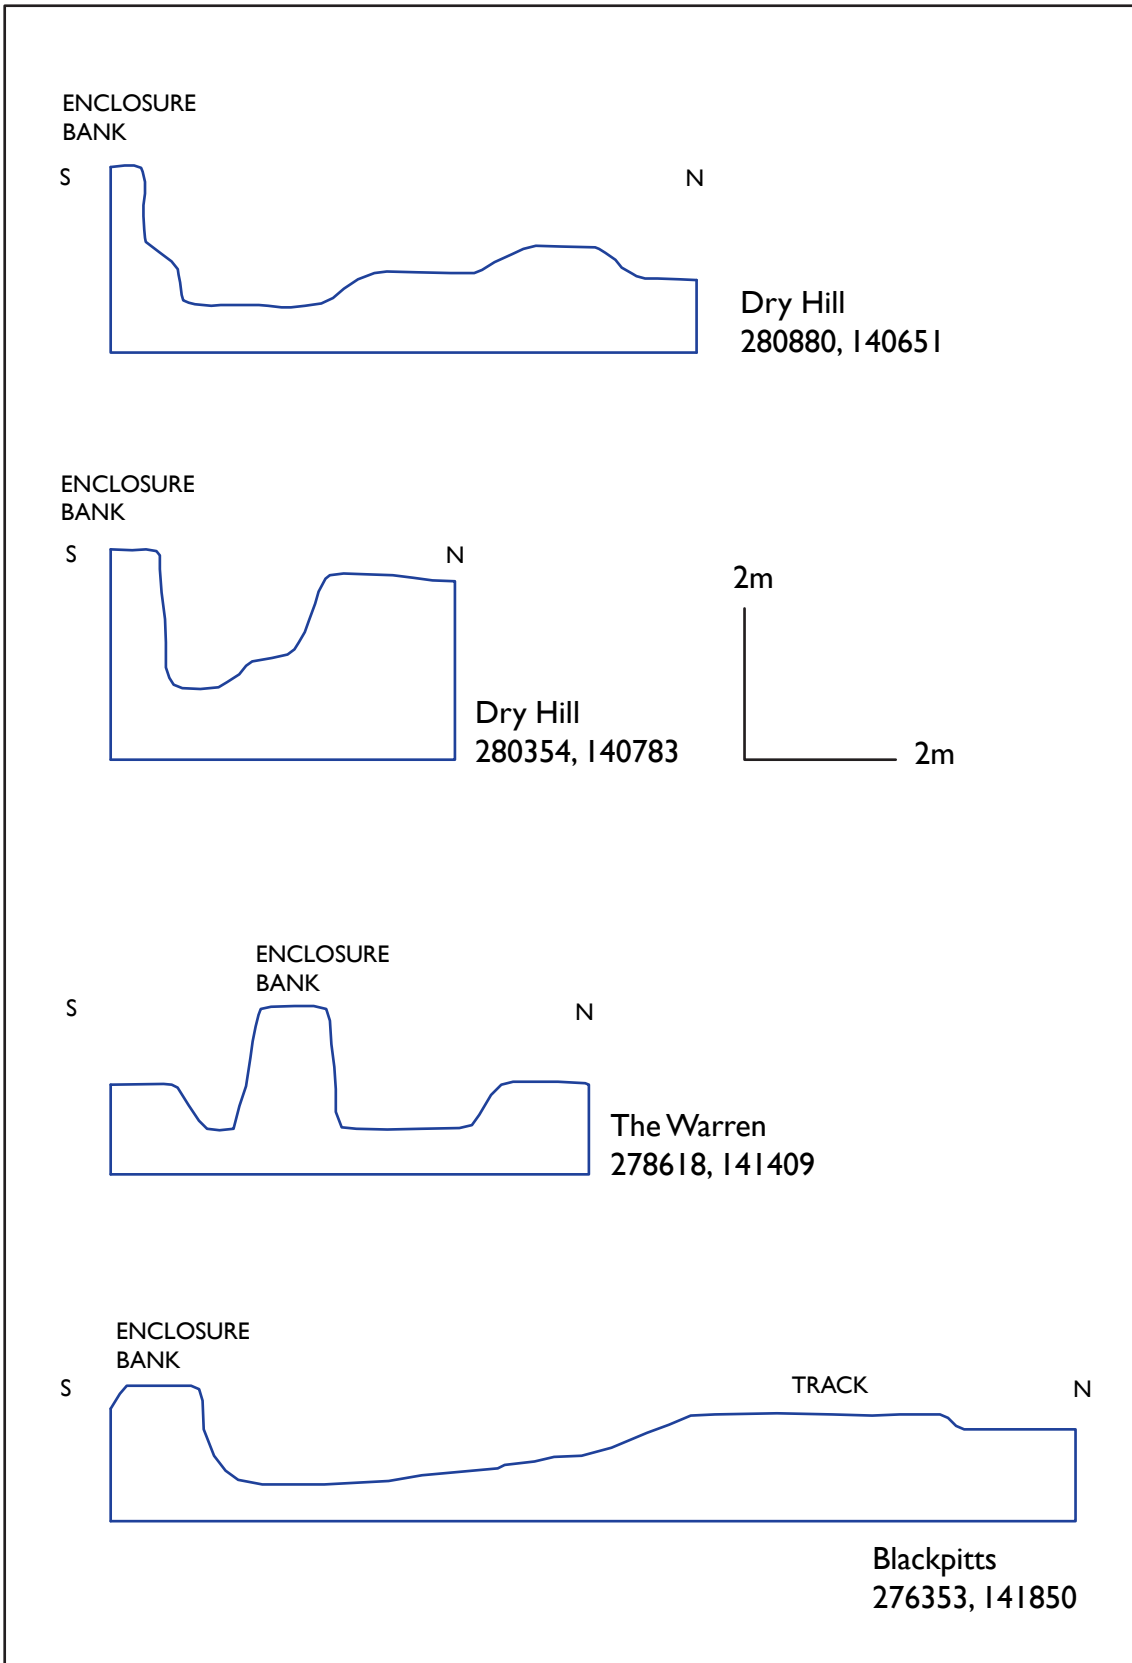 ENCLOSURE
BANK
S
N
Dry Hill
280880, 140651
ENCLOSURE
BANK
S
N
2m
Dry Hill
280354, 140783
2m
ENCLOSURE
BANK
S
N
The Warren
278618, 141409
ENCLOSURE
BANK
S
TRACK
N
Blackpitts
276353, 141850